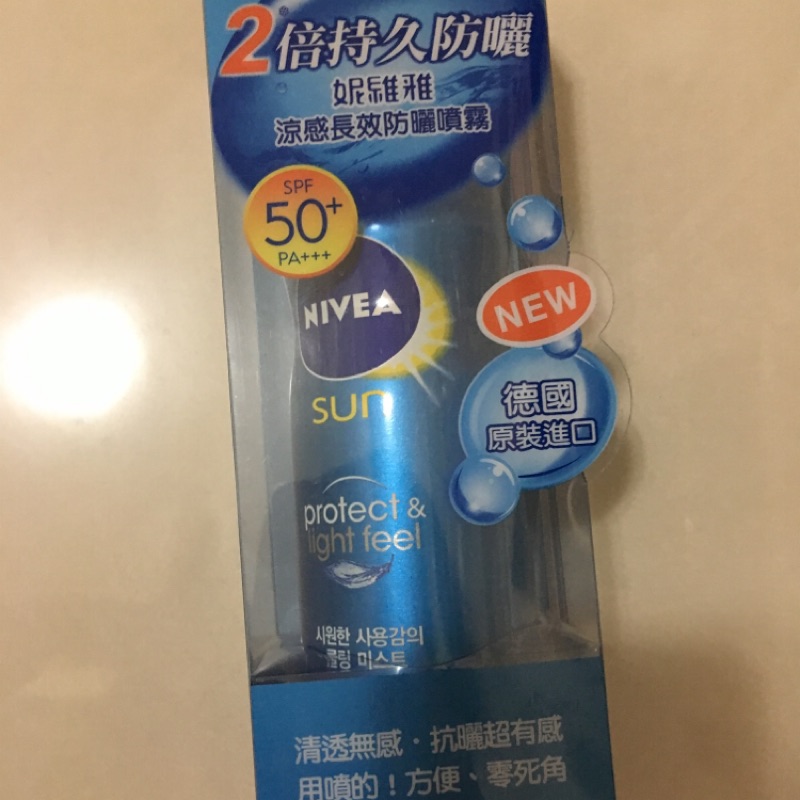 2倍持久防曬
妮維雅
涼感長效防曬噴霧
SPF
50+
PA+++
NIVEA
sun
NEW
德國
原裝進口
protect &
light feel
시원한 사용감의
쿨링 미스트
清透無感·抗曬超有感
用噴的!方便、零死角